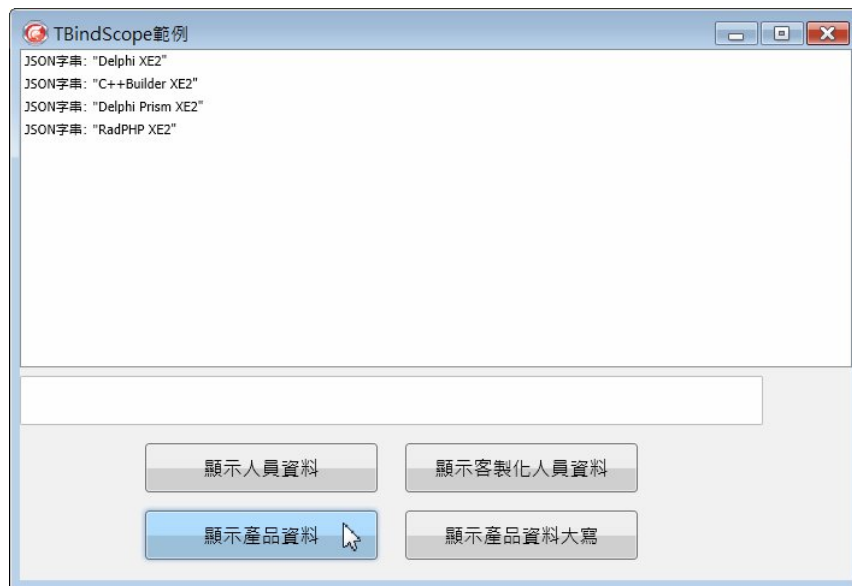 TBindScope範例
JSON字串: "Delphi XE2"
JSON字串: "C++Builder XE2"
JSON字串: "Delphi Prism XE2"
JSON字串: "RadPHP XE2"
顯示人員資料
顯示客製化人員資料
顯示產品資料
顯示產品資料大寫